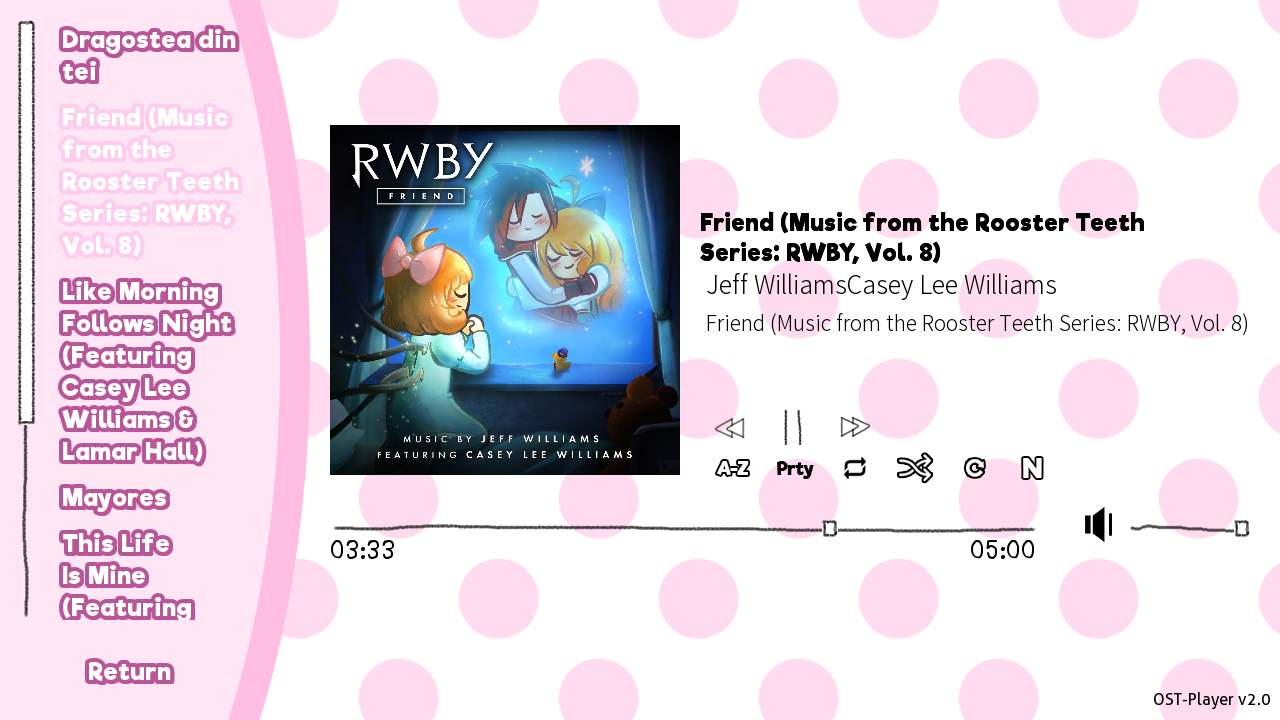 Dragostea din
tei
Friend (Music
from the
Rooster Teeth
Series: RWBY,
Vol. 8)
Like Morning
Follows Night
(Featuring
Casey Lee
Williams &
Lamar Hall)
Mayores
This Life
Is Mine
(Featuring
Return
RWBY
FRIEND
MUSIC BY JEFF WILLIAMS
FEATURING CASEY LEE WILLIAMS
Friend (Music from the Rooster Teeth
Series: RWBY, Vol. 8)
Jeff WilliamsCasey Lee Williams
Friend (Music from the Rooster Teeth Series: RWBY, Vol. 8)
A-Z Prty C N
03:33 05:00
OST-Player v2.0